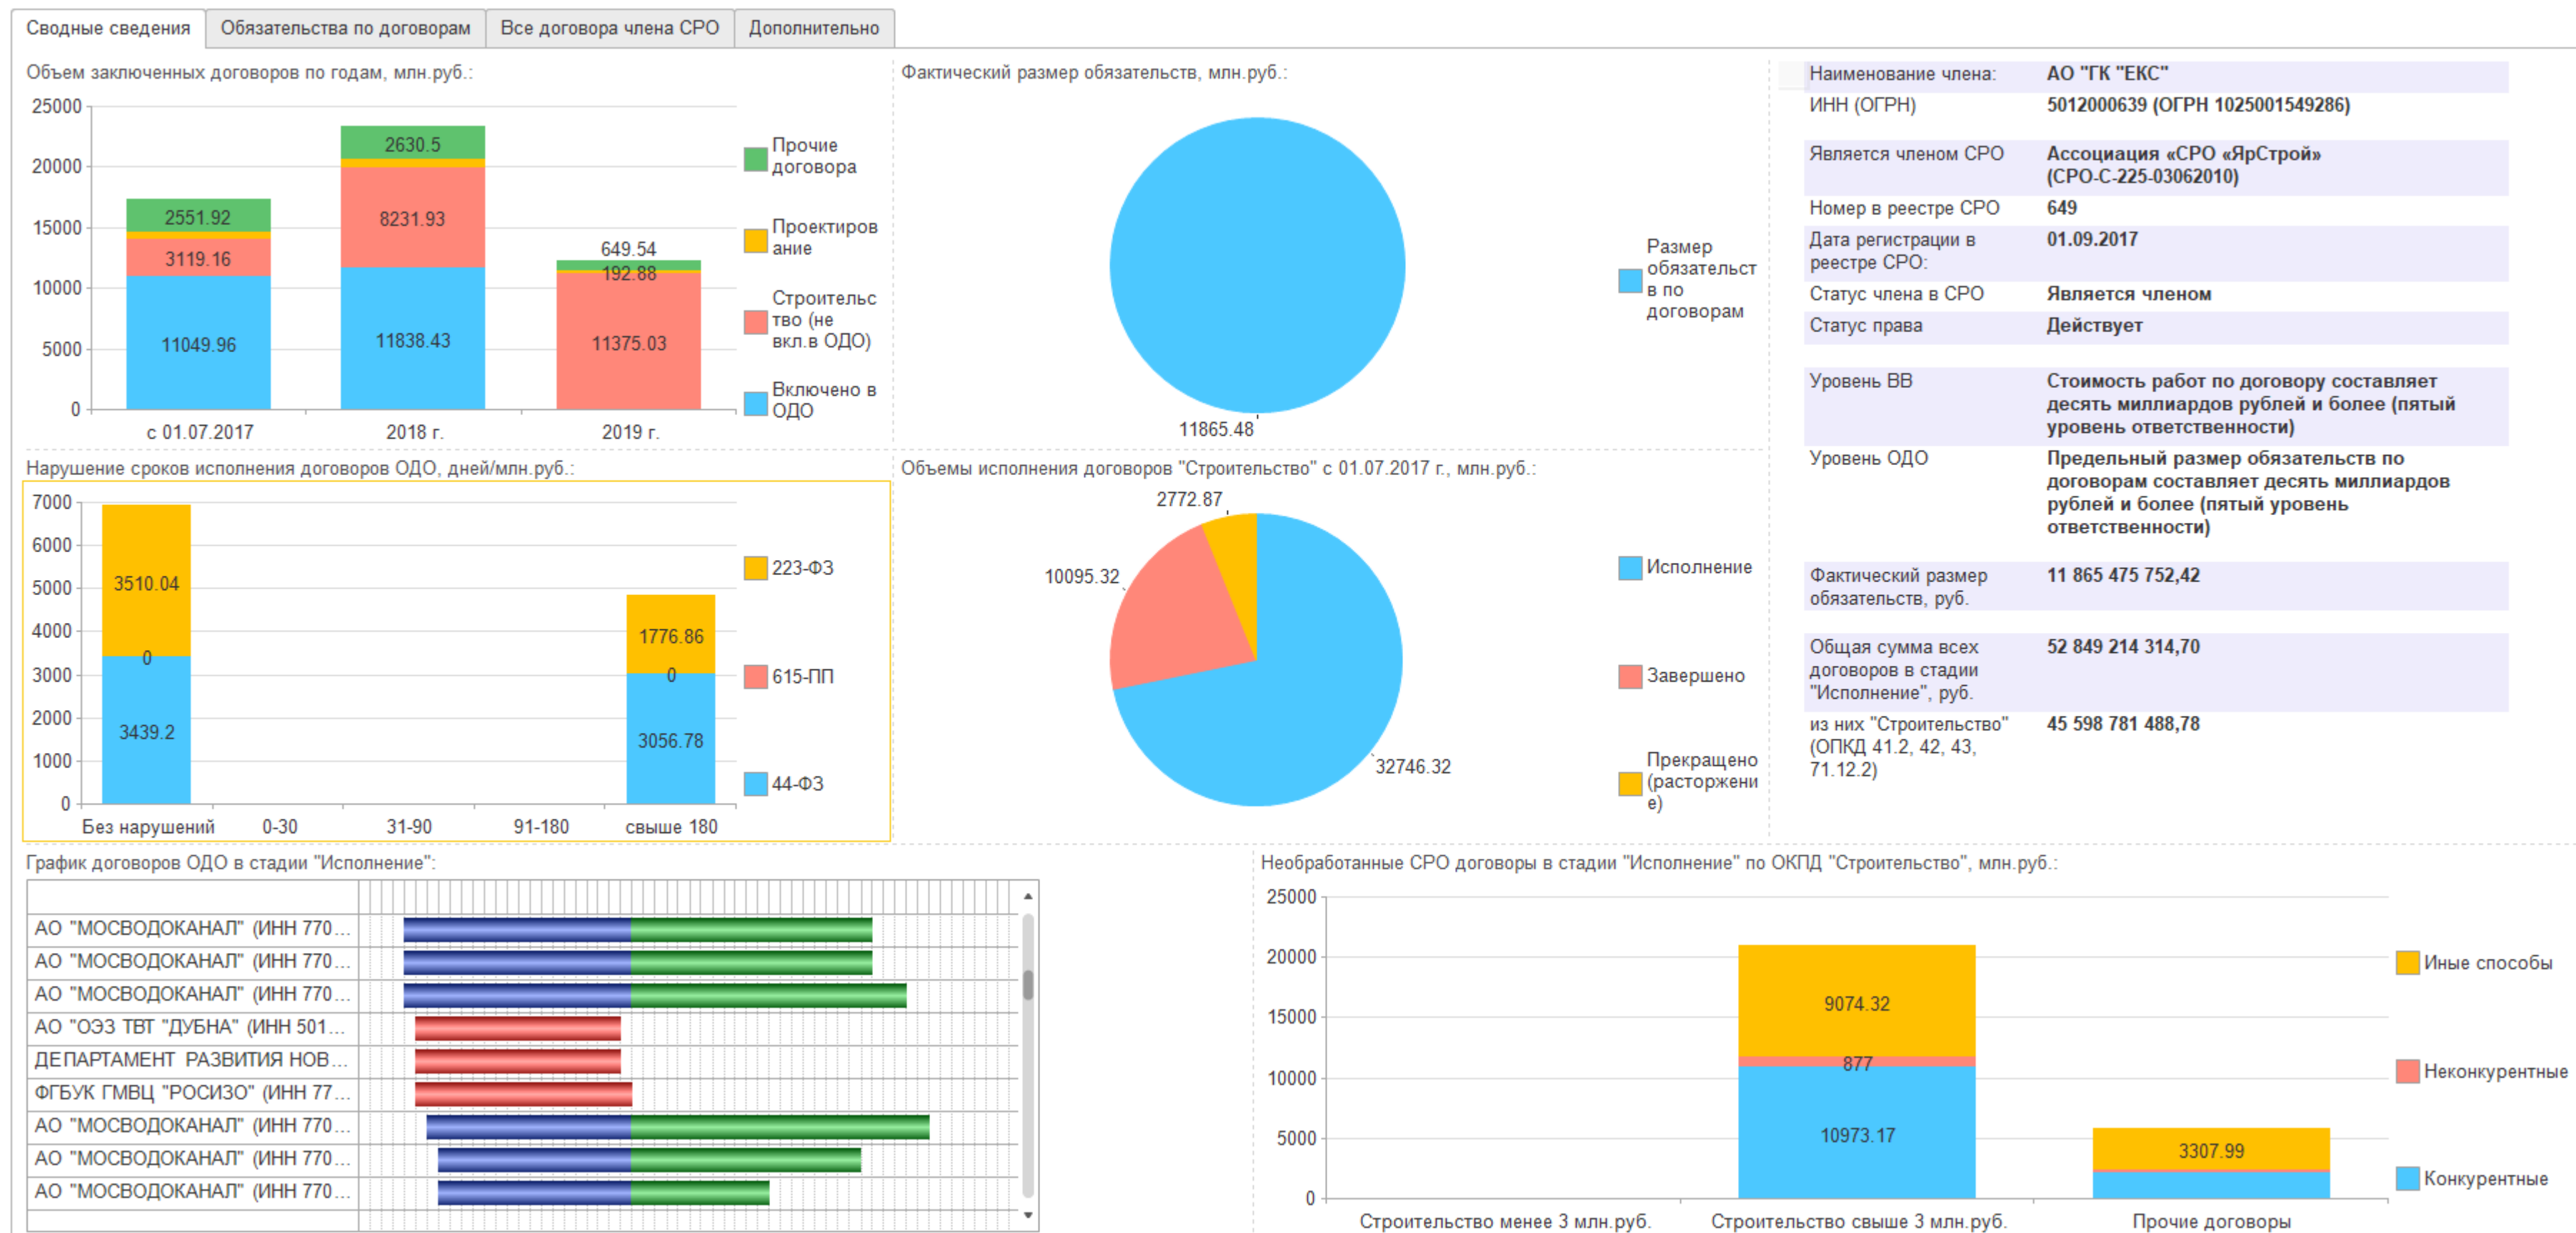 Сводные сведения
Обязательства по договорам
Все договора члена СРО
Дополнительно
Объем заключенных договоров по годам, млн.руб.:
25000
20000
15000
10000
5000
0
2551.92
3119.16
11049.96
2630.5
8231.93
11838.43
649.54
192.88
11375.03
с 01.07.2017
2018 г.
2019 г.
Прочие
договора
Проектиров
ание
Строительс
тво (не
вкл.в ОДО)
Включено в
ОДО
Фактический размер обязательств, млн.руб.:
11865.48
Размер
обязательст
в по
договорам
Наименование члена: АО "ГК "ЕКС"
ИНН (ОГРН) 5012000639 (ОГРН 1025001549286)
Является членом СРО Ассоциация «СРО «ЯрСтрой»
(СРО-С-225-03062010)
Номер в реестре СРО 649
Дата регистрации в 01.09.2017
реестре СРО:
Статус члена в СРО Является членом
Статус права Действует
Уровень ВВ Стоимость работ по договору составляет
десять миллиардов рублей и более (пятый
уровень ответственности)
Уровень ОДО Предельный размер обязательств по
договорам составляет десять миллиардов
рублей и более (пятый уровень
ответственности)
Фактический размер 11 865 475 752,42
обязательств, руб.
Общая сумма всех 52 849 214 314,70
договоров в стадии
"Исполнение", руб.
из них "Строительство" 45 598 781 488,78
(ОПКД 41.2, 42, 43,
71.12.2)
Нарушение сроков исполнения договоров ОДО, дней/млн.руб.:
7000
6000
5000
4000
3000
2000
1000
0
3510.04
0
3439.2
1776.86
0
3056.78
Без нарушений
0-30
31-90
91-180
свыше 180
223-ФЗ
615-ПП
44-ФЗ
Объемы исполнения договоров "Строительство" с 01.07.2017 г., млн.руб.:
2772.87
10095.32
32746.32
Исполнение
Завершено
Прекращено
(расторжени
е)
График договоров ОДО в стадии "Исполнение":
АО "МОСВОДОКАНАЛ" (ИНН 770...
АО "МОСВОДОКАНАЛ" (ИНН 770...
АО "МОСВОДОКАНАЛ" (ИНН 770...
АО "ОЭЗ ТВТ "ДУБНА" (ИНН 501...
ДЕПАРТАМЕНТ РАЗВИТИЯ НОВ...
ФГБУК ГМВЦ "РОСИЗО" (ИНН 77...
АО "МОСВОДОКАНАЛ" (ИНН 770...
АО "МОСВОДОКАНАЛ" (ИНН 770...
АО "МОСВОДОКАНАЛ" (ИНН 770...
Необработанные СРО договоры в стадии "Исполнение" по ОКПД "Строительство", млн.руб.:
25000
20000
15000
10000
5000
0
9074.32
877
10973.17
3307.99
Строительство менее 3 млн.руб.
Строительство свыше 3 млн.руб.
Прочие договоры
Иные способы
Неконкурентные
Конкурентные